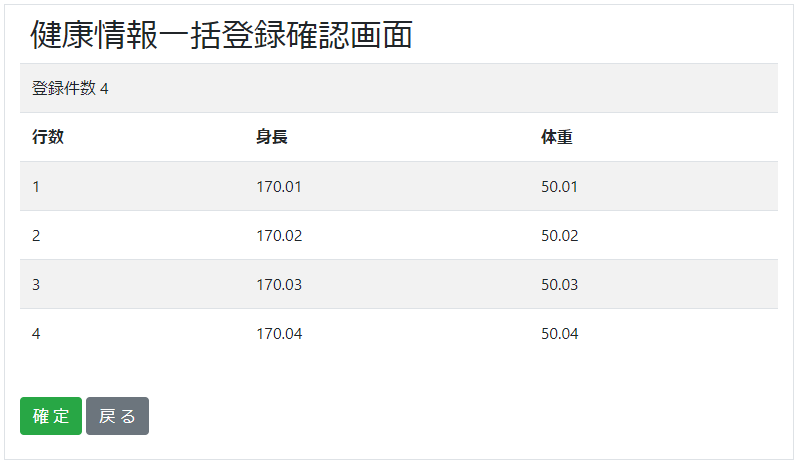 健康情報一括登録確認画面
登録件数 4
行数 身長 体重
1 170.01 50.01
2 170.02 50.02
3 170.03 50.03
4 170.04 50.04
確 定 戻 る